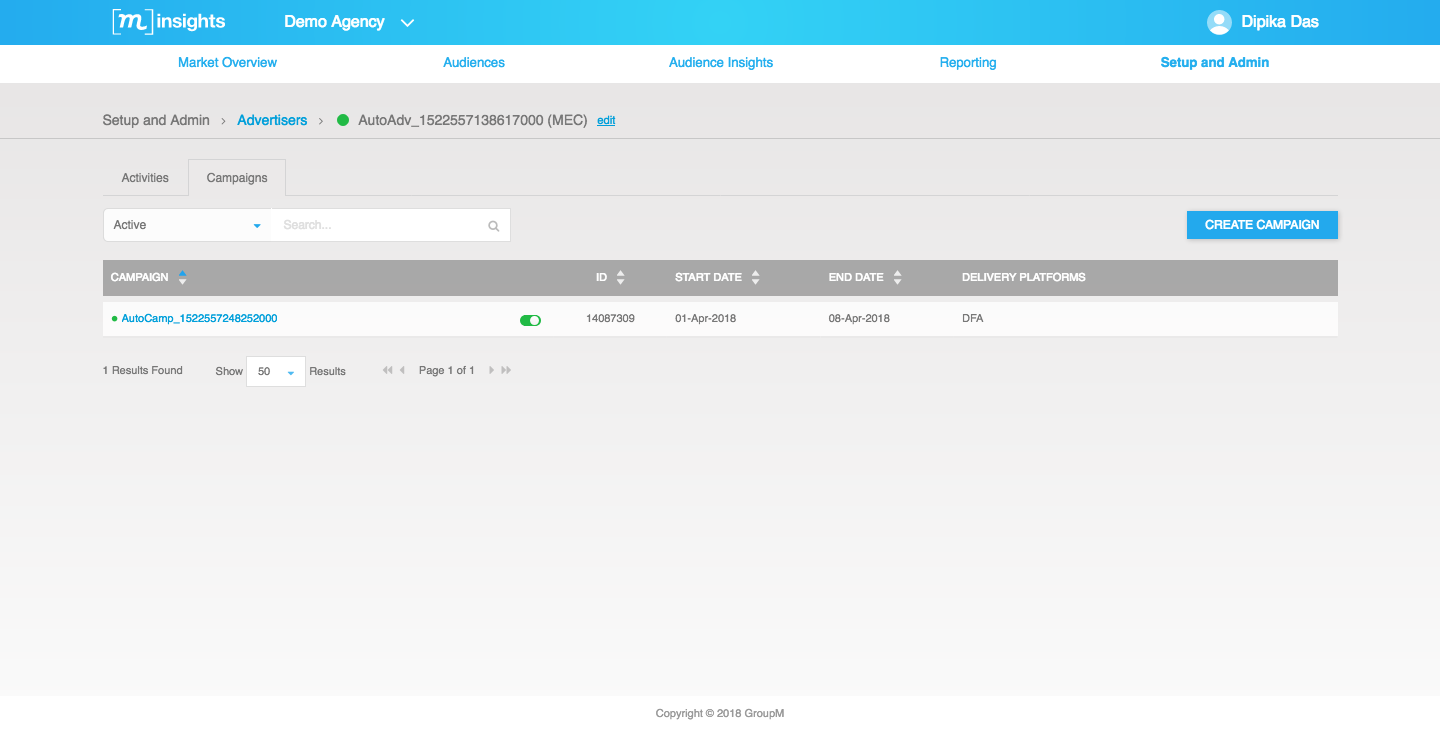 [m] insights Demo Agency Dipika Das
Market Overview Audiences Audience Insights Reporting Setup and Admin
Setup and Admin > Advertisers > AutoAdv_1522557138617000 (MEC) edit
Activities Campaigns
Active Search... CREATE CAMPAIGN
CAMPAIGN ID START DATE END DATE DELIVERY PLATFORMS
AutoCamp_1522557248252000 14087309 01-Apr-2018 08-Apr-2018 DFA
1 Results Found Show 50 Results Page 1 of 1
Copyright © 2018 GroupM